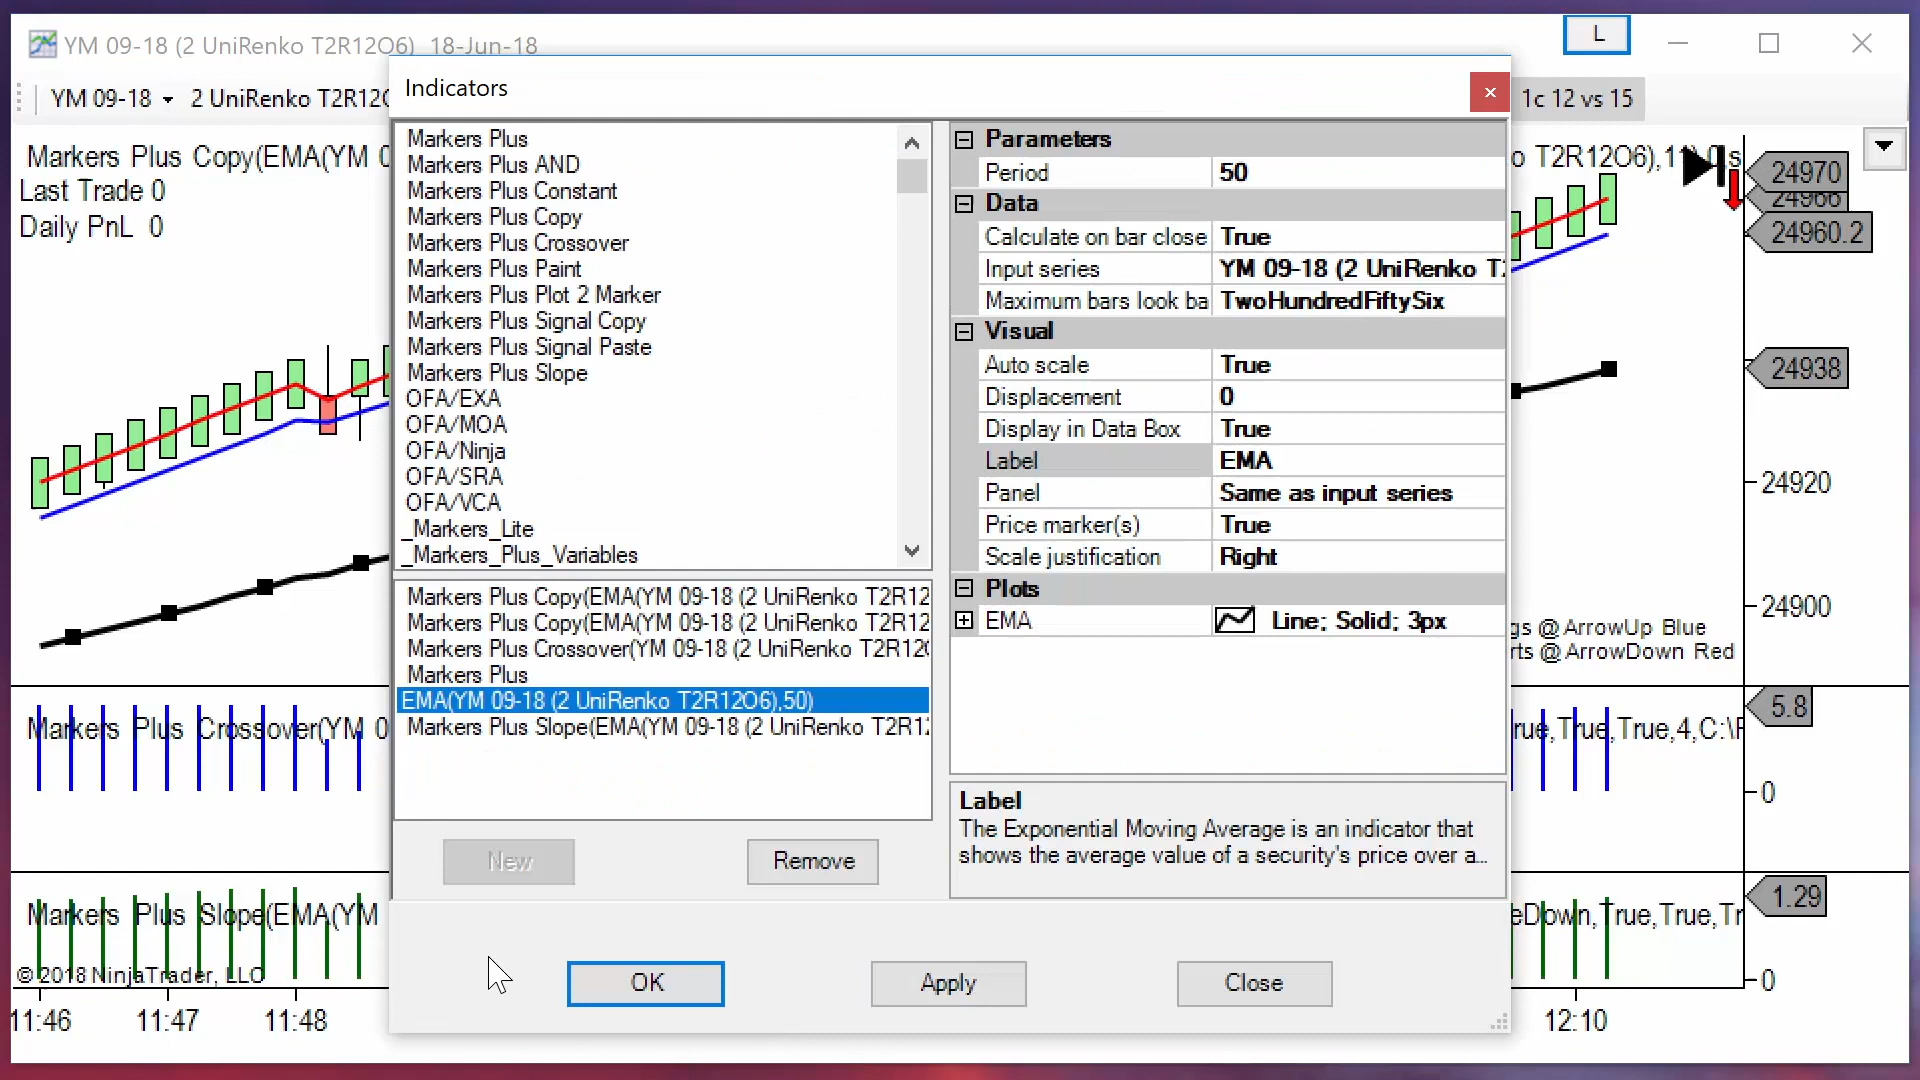 YM 09-18 (2 UniRenko T2R12O6)  18-Jun-18
L
YM 09-18
2 UniRenko T2R12
1c 12 vs 15
Indicators
Markers Plus Copy(EMA(YM
Last Trade 0
Daily PnL  0
Markers Plus
Markers Plus AND
Markers Plus Constant
Markers Plus Copy
Markers Plus Crossover
Markers Plus Paint
Markers Plus Plot 2 Marker
Markers Plus Signal Copy
Markers Plus Signal Paste
Markers Plus Slope
OFA/EXA
OFA/MOA
OFA/Ninja
OFA/SRA
OFA/VCA
_Markers_Lite
_Markers_Plus_Variables
Markers Plus Copy(EMA(YM 09-18 (2 UniRenko T2R12
Markers Plus Copy(EMA(YM 09-18 (2 UniRenko T2R12
Markers Plus Crossover(YM 09-18 (2 UniRenko T2R12
Markers Plus
EMA(YM 09-18 (2 UniRenko T2R12O6),50)
Markers Plus Slope(EMA(YM 09-18 (2 UniRenko T2R1
New
Remove
Parameters
Period 50
Data
Calculate on bar close True
Input series YM 09-18 (2 UniRenko T
Maximum bars look ba TwoHundredFiftySix
Visual
Auto scale True
Displacement 0
Display in Data Box True
Label EMA
Panel Same as input series
Price marker(s) True
Scale justification Right
Plots
EMA Line; Solid; 3px
Label
The Exponential Moving Average is an indicator that
shows the average value of a security's price over a...
OK
Apply
Close
o T2R12O6),11),0,s
24970
24966
24960.2
24938
24920
24900
gs @ ArrowUp Blue
rts @ ArrowDown Red
Markers Plus Crossover(YM 0
rue,True,True,4,C:\
5.8
0
Markers Plus Slope(EMA(YM
eDown,True,True,Tr
1.29
0
© 2018 NinjaTrader, LLC
11:46
11:47
11:48
12:10